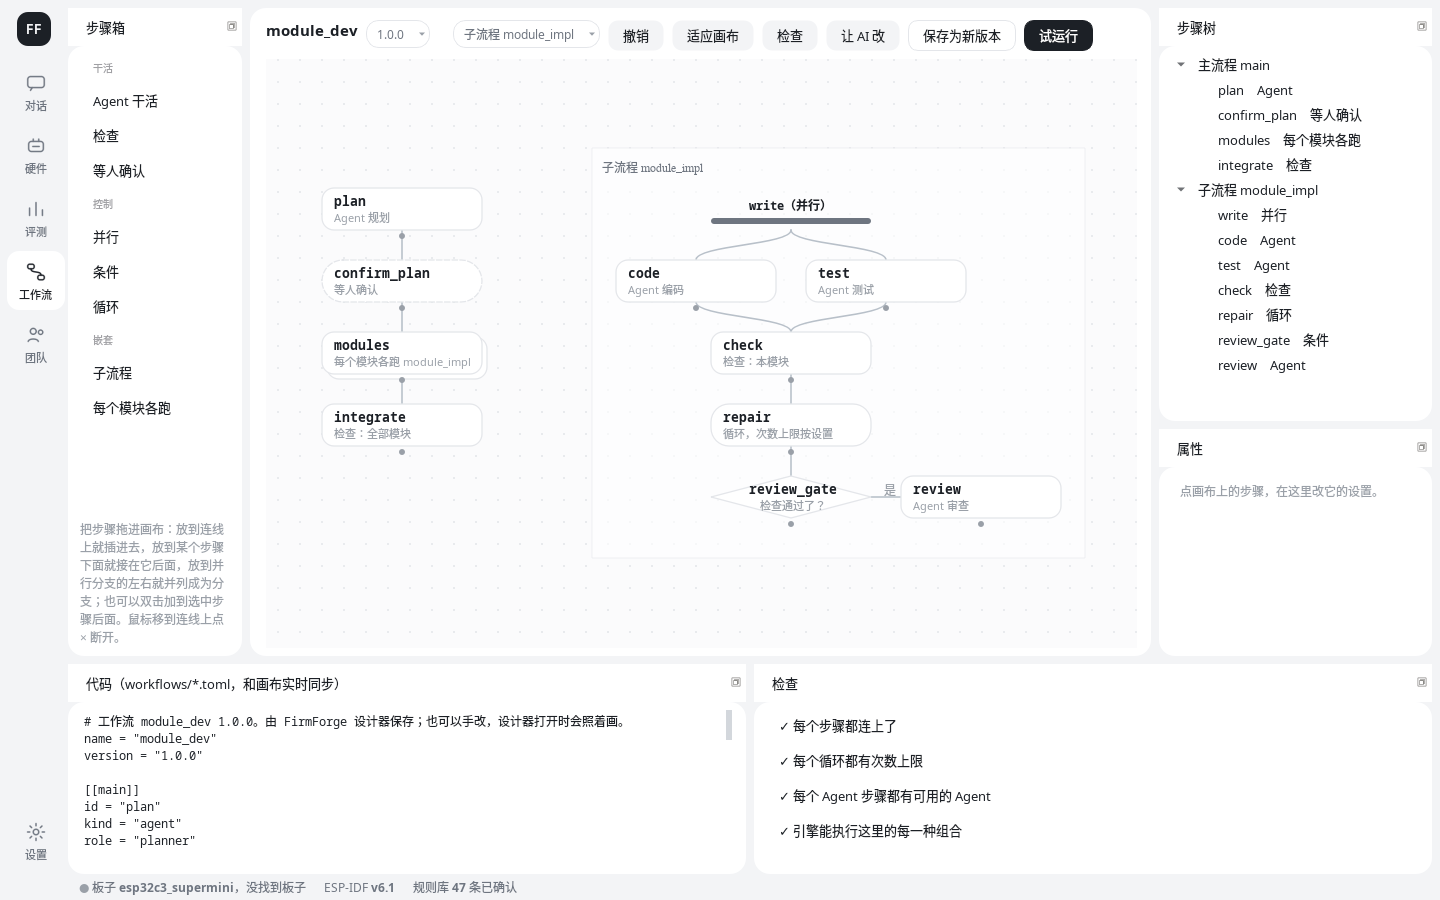 FF
对话
硬件
评测
工作流
团队
设置
步骤箱
干活
Agent 干活
检查
等人确认
控制
并行
条件
循环
嵌套
子流程
每个模块各跑
把步骤拖进画布：放到连线
上就插进去，放到某个步骤
下面就接在它后面，放到并
行分支的左右就并列成为分
支；也可以双击加到选中步
骤后面。鼠标移到连线上点
× 断开。
module_dev
1.0.0
子流程 module_impl
撤销
适应画布
检查
让 AI 改
保存为新版本
试运行
plan
Agent 规划
confirm_plan
等人确认
modules
每个模块各跑 module_impl
integrate
检查：全部模块
子流程 module_impl
write（并行）
code
Agent 编码
test
Agent 测试
check
检查：本模块
repair
循环，次数上限按设置
review_gate
检查通过了？
是
review
Agent 审查
步骤树
主流程 main
plan Agent
confirm_plan 等人确认
modules 每个模块各跑
integrate 检查
子流程 module_impl
write 并行
code Agent
test Agent
check 检查
repair 循环
review_gate 条件
review Agent
属性
点画布上的步骤，在这里改它的设置。
代码（workflows/*.toml，和画布实时同步）
# 工作流 module_dev 1.0.0。由 FirmForge 设计器保存；也可以手改，设计器打开时会照着画。
name = "module_dev"
version = "1.0.0"
[[main]]
id = "plan"
kind = "agent"
role = "planner"
检查
✓ 每个步骤都连上了
✓ 每个循环都有次数上限
✓ 每个 Agent 步骤都有可用的 Agent
✓ 引擎能执行这里的每一种组合
板子 esp32c3_supermini，没找到板子 ESP-IDF v6.1 规则库 47 条已确认